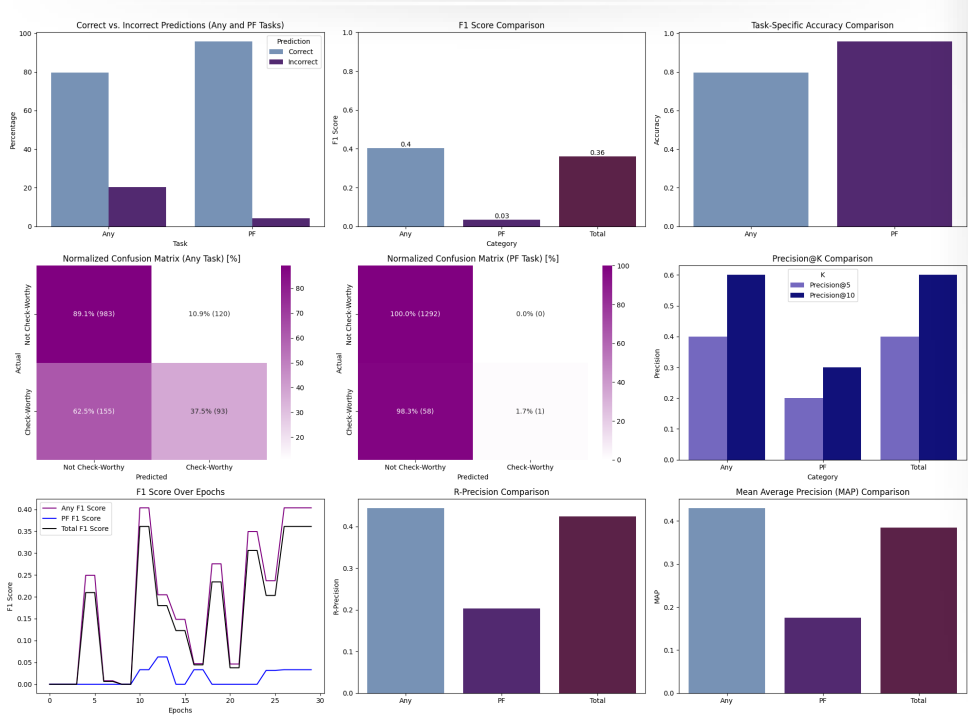 Correct vs. Incorrect Predictions (Any and PF Tasks)
Percentage
100
80
60
40
20
0
Prediction
Correct
Incorrect
Any
PF
Task
F1 Score Comparison
F1 Score
1.0
0.8
0.6
0.4
0.2
0.0
0.4
0.03
0.36
Any
PF
Total
Category
Task-Specific Accuracy Comparison
Accuracy
1.0
0.8
0.6
0.4
0.2
0.0
Any
PF
Normalized Confusion Matrix (Any Task) [%]
Actual
Not Check-Worthy
Check-Worthy
89.1% (983)
10.9% (120)
62.5% (155)
37.5% (93)
80
70
60
50
40
30
20
Not Check-Worthy
Check-Worthy
Predicted
Normalized Confusion Matrix (PF Task) [%]
Actual
Not Check-Worthy
Check-Worthy
100.0% (1292)
0.0% (0)
98.3% (58)
1.7% (1)
100
80
60
40
20
0
Not Check-Worthy
Check-Worthy
Predicted
Precision@K Comparison
Precision
0.6
0.5
0.4
0.3
0.2
0.1
0.0
K
Precision@5
Precision@10
Any
PF
Total
Category
F1 Score Over Epochs
F1 Score
0.40
0.35
0.30
0.25
0.20
0.15
0.10
0.05
0.00
Any F1 Score
PF F1 Score
Total F1 Score
0
5
10
15
20
25
30
Epochs
R-Precision Comparison
R-Precision
0.4
0.2
0.0
Any
PF
Total
Mean Average Precision (MAP) Comparison
MAP
0.4
0.3
0.2
0.1
0.0
Any
PF
Total